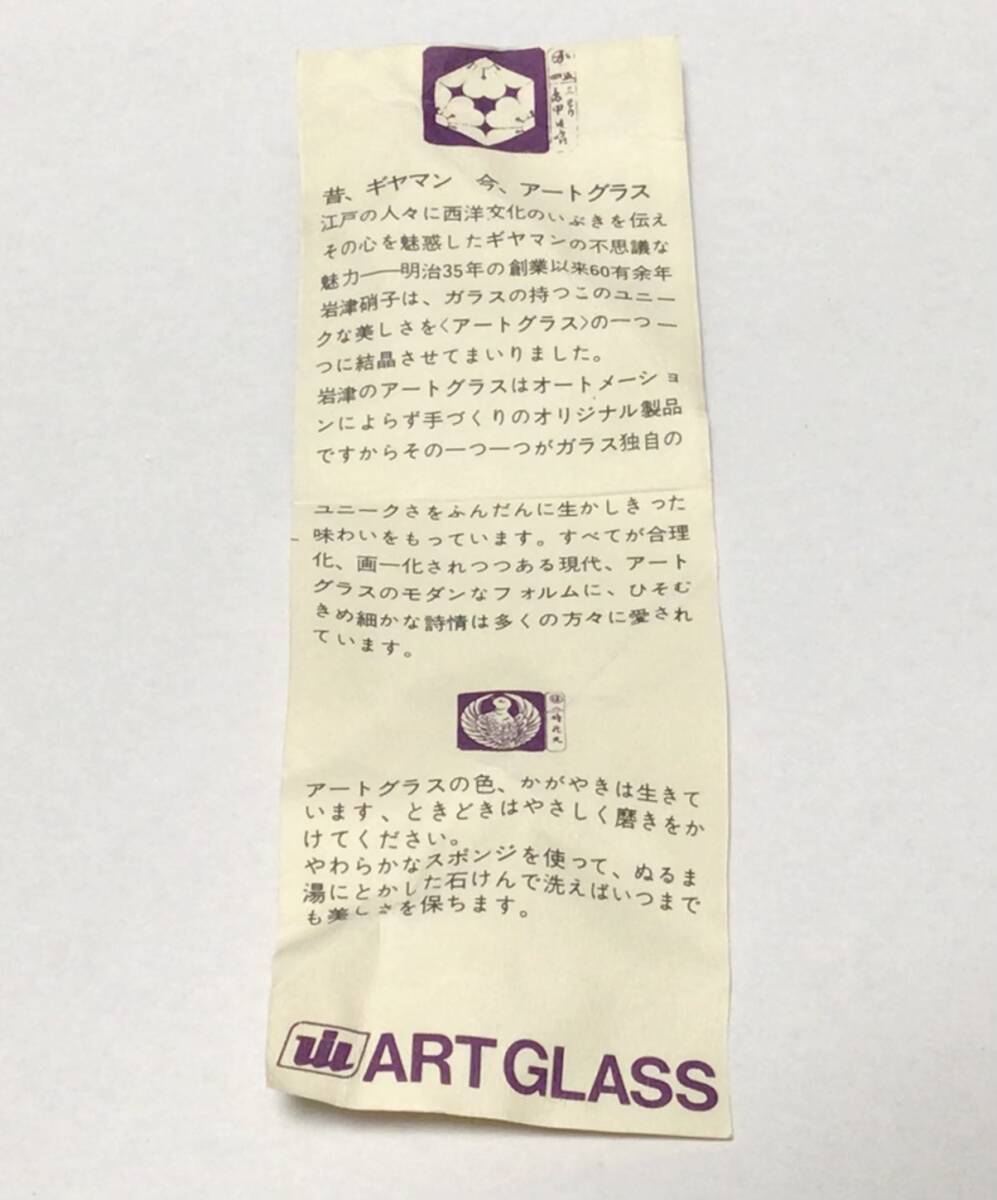 昔、ギヤマン 今、アートグラス
江戸の人々に西洋文化のいぶきを伝え
その心を魅惑したギヤマンの不思議な
魅力――明治35年の創業以来60有余年
岩津硝子は、ガラスの持つこのユニー
クな美しさを〈アートグラス〉の一つ一
つに結晶させてまいりました。
岩津のアートグラスはオートメーショ
ンによらず手づくりのオリジナル製品
ですからその一つ一つがガラス独自の
ユニークさをふんだんに生かしきった
味わいをもっています。すべてが合理
化、画一化されつつある現代、アート
グラスのモダンなフォルムに、ひそむ
きめ細かな詩情は多くの方々に愛され
ています。
アートグラスの色、かがやきは生きて
います、ときどきはやさしく磨きをか
けてください。
やわらかなスポンジを使って、ぬるま
湯にとかした石けんで洗えばいつまで
も美しさを保ちます。
ART GLASS